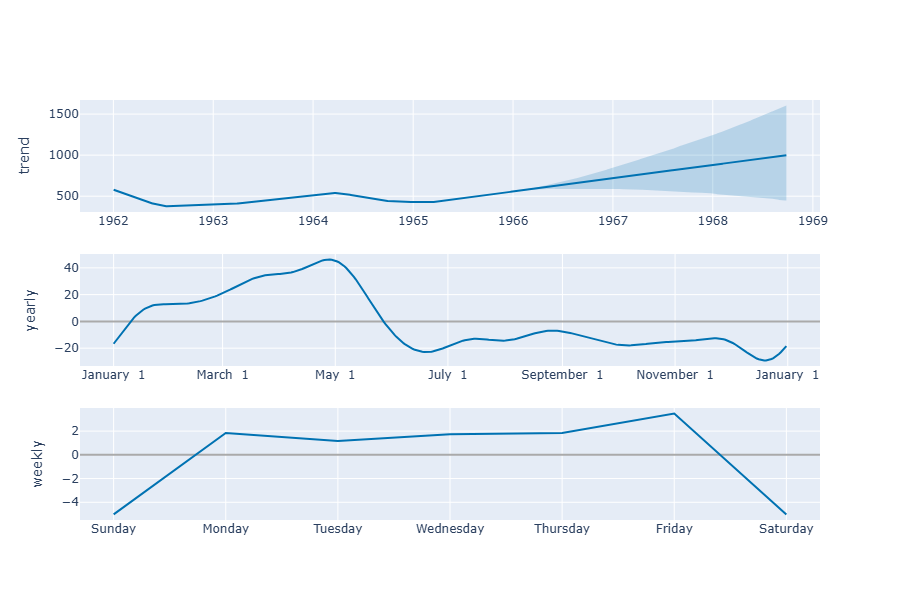 trend
1500
1000
500
1962 1963 1964 1965 1966 1967 1968 1969
yearly
40
20
0
−20
January 1 March 1 May 1 July 1 September 1 November 1 January 1
weekly
2
0
−2
−4
Sunday Monday Tuesday Wednesday Thursday Friday Saturday